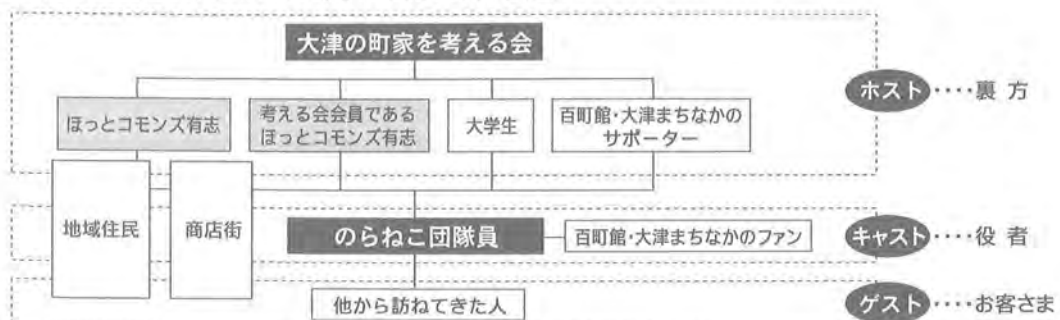 大津の町家を考える会
ホスト････裏 方
ほっとコモンズ有志
考える会会員である
ほっとコモンズ有志
大学生
百町館・大津まちなかの
サポーター
地域住民
商店街
のらねこ団隊員
百町館・大津まちなかのファン
キャスト････役 者
他から訪ねてきた人
ゲスト････お客さま